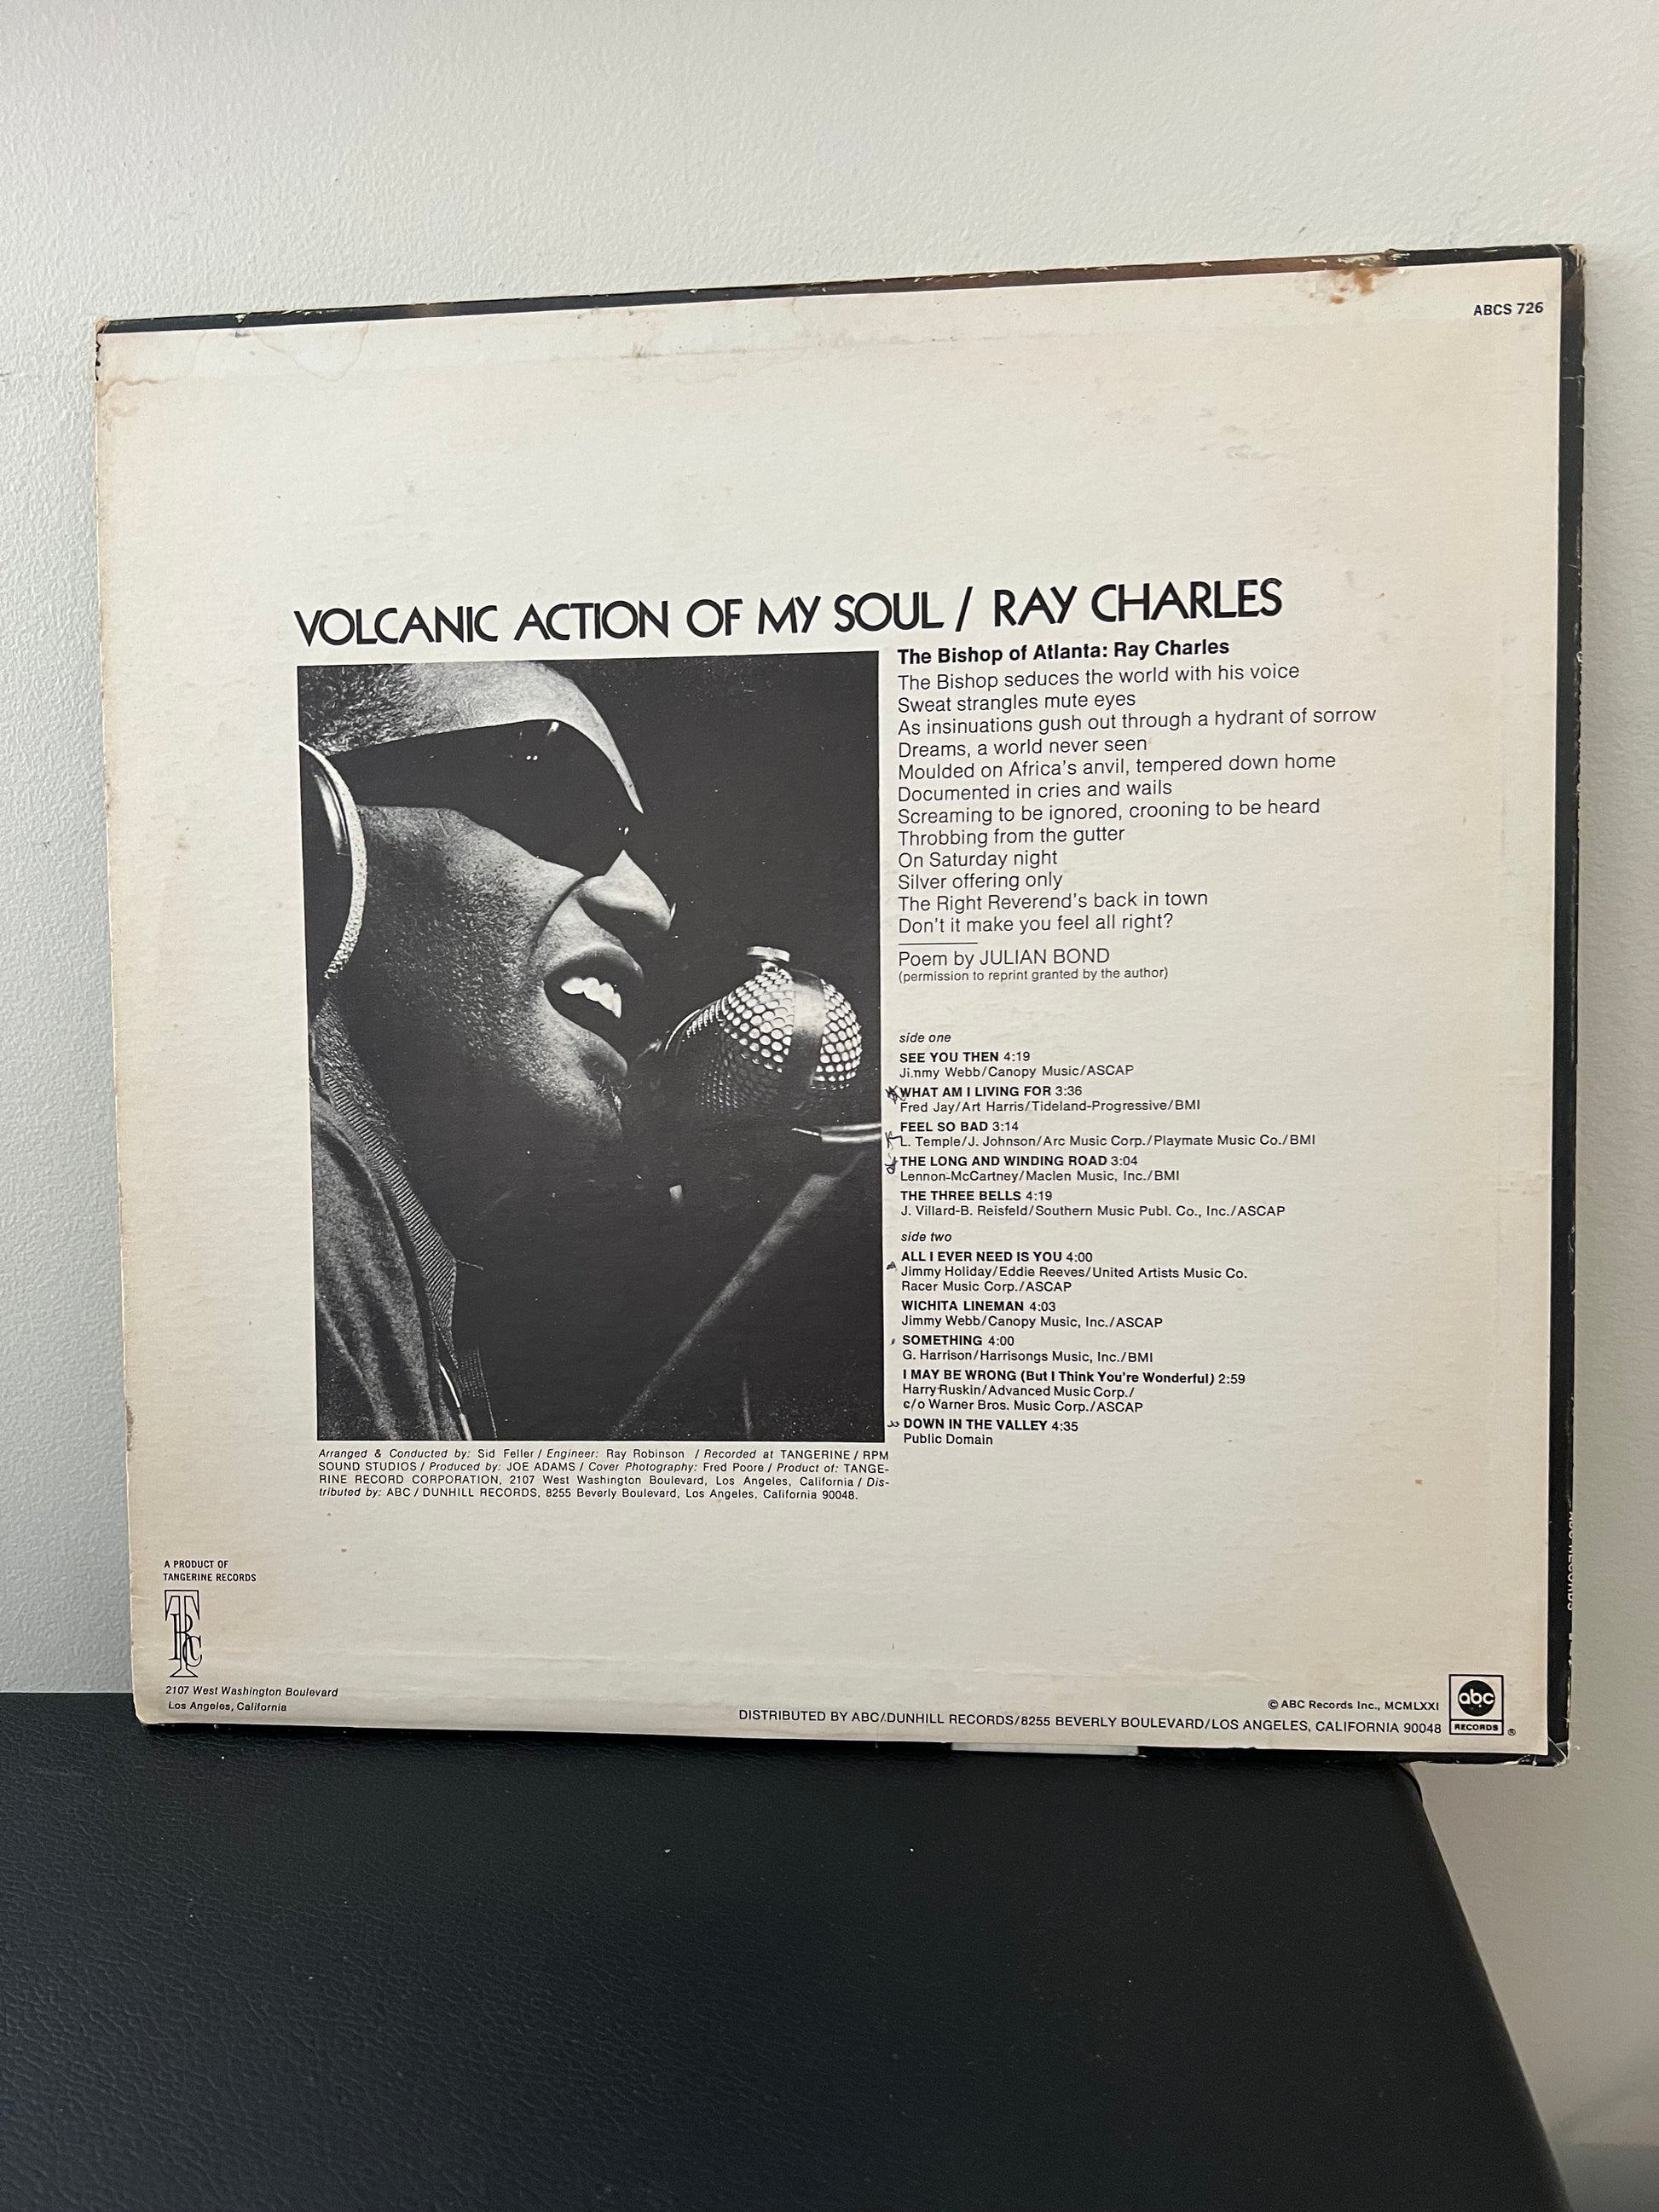 ABCS 726
VOLCANIC ACTION OF MY SOUL / RAY CHARLES
The Bishop of Atlanta: Ray Charles
The Bishop seduces the world with his voice
Sweat strangles mute eyes
As insinuations gush out through a hydrant of sorrow
Dreams, a world never seen
Moulded on Africa's anvil, tempered down home
Documented in cries and wails
Screaming to be ignored, crooning to be heard
Throbbing from the gutter
On Saturday night
Silver offering only
The Right Reverend's back in town
Don't it make you feel all right?
Poem by JULIAN BOND
(permission to reprint granted by the author)
side one
SEE YOU THEN 4:19
Jimmy Webb/Canopy Music/ASCAP
WHAT AM I LIVING FOR 3:36
Fred Jay/Art Harris/Tideland-Progressive/BMI
FEEL SO BAD 3:14
L. Temple/J. Johnson/Arc Music Corp./Playmate Music Co./BMI
THE LONG AND WINDING ROAD 3:04
Lennon-McCartney/Maclen Music, Inc./BMI
THE THREE BELLS 4:19
J. Villard-B. Reisfeld/Southern Music Publ. Co., Inc./ASCAP
side two
ALL I EVER NEED IS YOU 4:00
Jimmy Holiday/Eddie Reeves/United Artists Music Co.
Racer Music Corp./ASCAP
WICHITA LINEMAN 4:03
Jimmy Webb/Canopy Music, Inc./ASCAP
SOMETHING 4:00
G. Harrison/Harrisongs Music, Inc./BMI
I MAY BE WRONG (But I Think You're Wonderful) 2:59
Harry Ruskin/Advanced Music Corp./
c/o Warner Bros. Music Corp./ASCAP
DOWN IN THE VALLEY 4:35
Public Domain
Arranged & Conducted by: Sid Feller / Engineer: Ray Robinson / Recorded at TANGERINE / RPM
SOUND STUDIOS / Produced by: JOE ADAMS / Cover Photography: Fred Poore / Product of: TANGE-
RINE RECORD CORPORATION, 2107 West Washington Boulevard, Los Angeles, California / Dis-
tributed by: ABC / DUNHILL RECORDS, 8255 Beverly Boulevard, Los Angeles, California 90048.
A PRODUCT OF
TANGERINE RECORDS
TRC
2107 West Washington Boulevard
Los Angeles, California
© ABC Records Inc., MCMLXXI
DISTRIBUTED BY ABC/DUNHILL RECORDS/8255 BEVERLY BOULEVARD/LOS ANGELES, CALIFORNIA 90048
abc
RECORDS ®